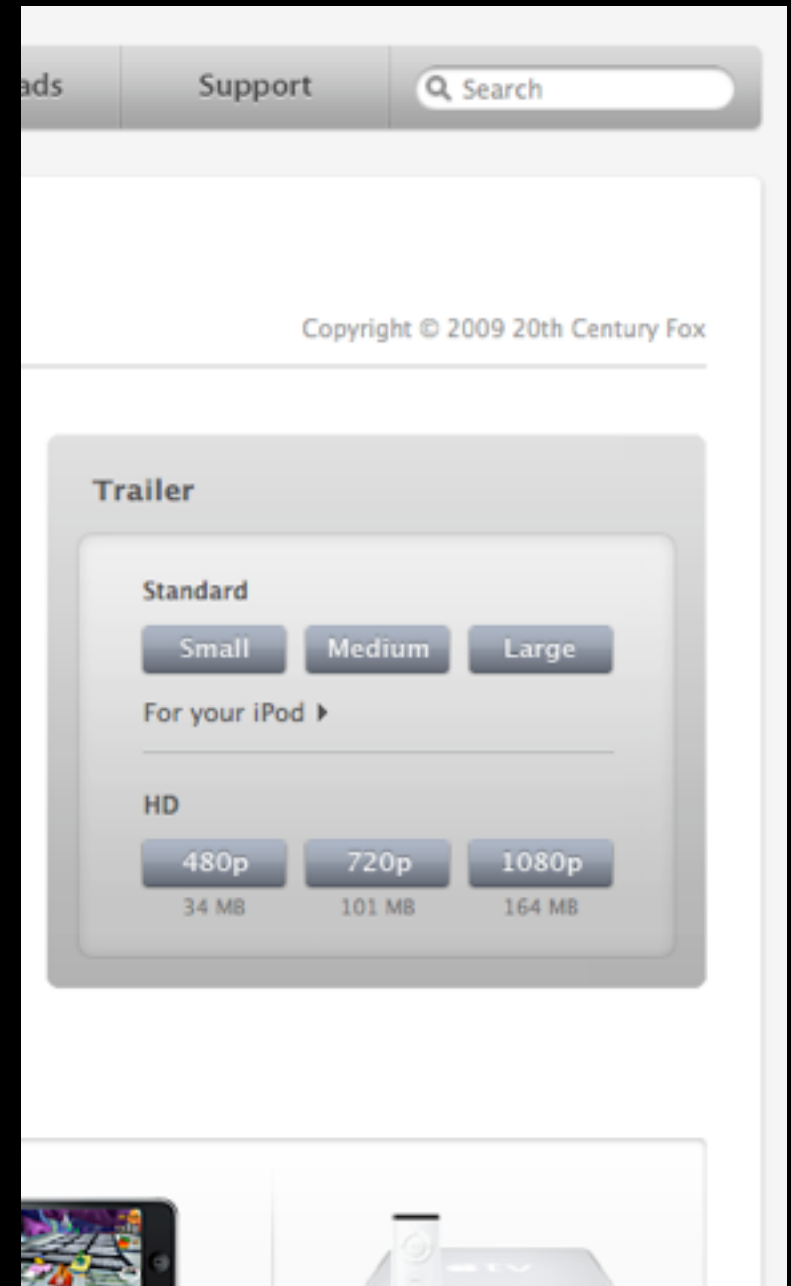 ads Support Search
Copyright © 2009 20th Century Fox
Trailer
Standard
Small Medium Large
For your iPod
HD
480p 720p 1080p
34 MB 101 MB 164 MB
tv